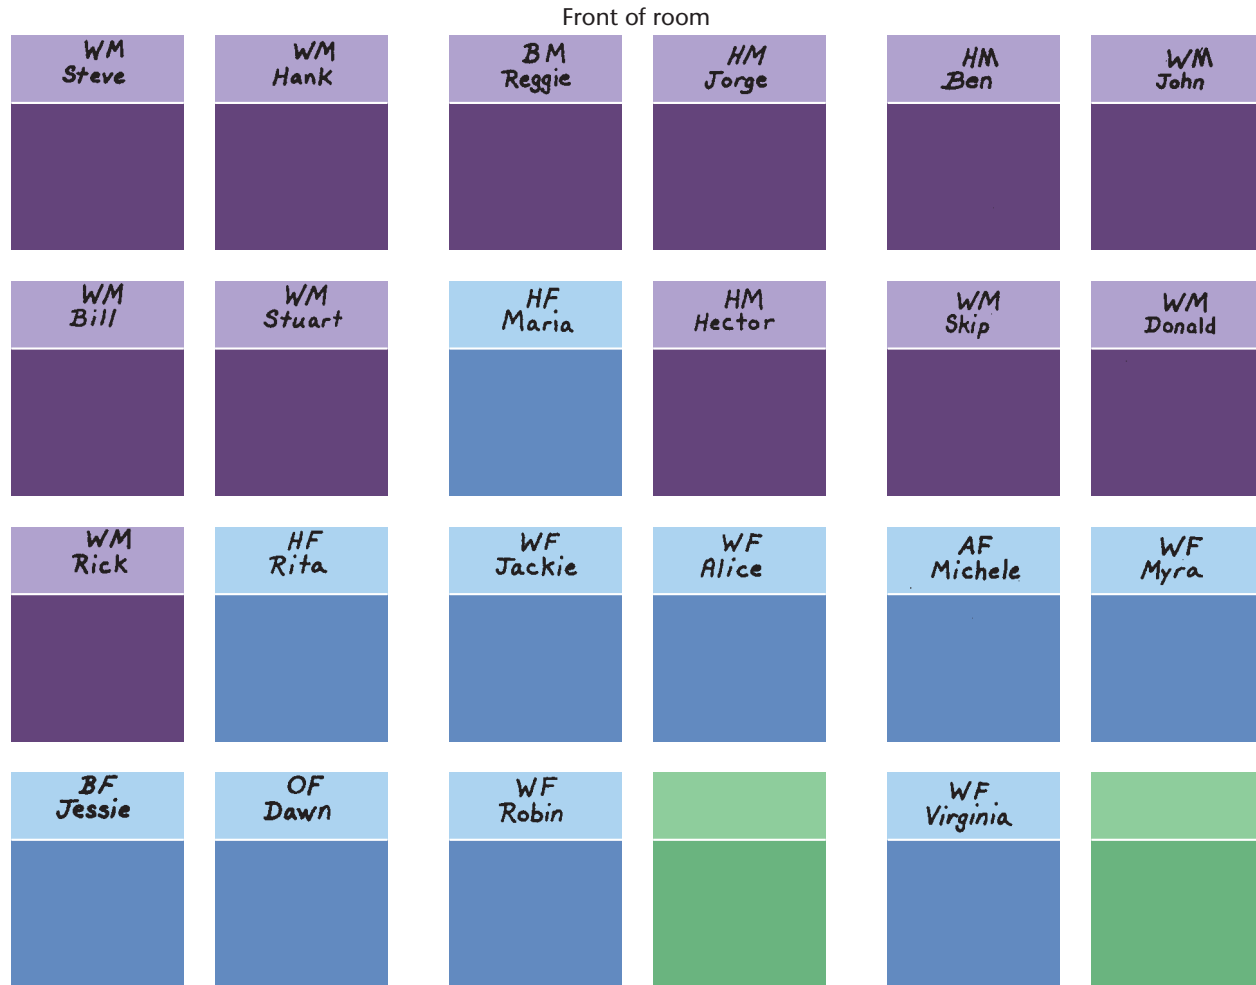 Front of room
WM
Steve
WM
Hank
BM
Reggie
HM
Jorge
HM
Ben
WM
John
WM
Bill
WM
Stuart
HF
Maria
HM
Hector
WM
Skip
WM
Donald
WM
Rick
HF
Rita
WF
Jackie
WF
Alice
AF
Michele
WF
Myra
BF
Jessie
OF
Dawn
WF
Robin
WF
Virginia